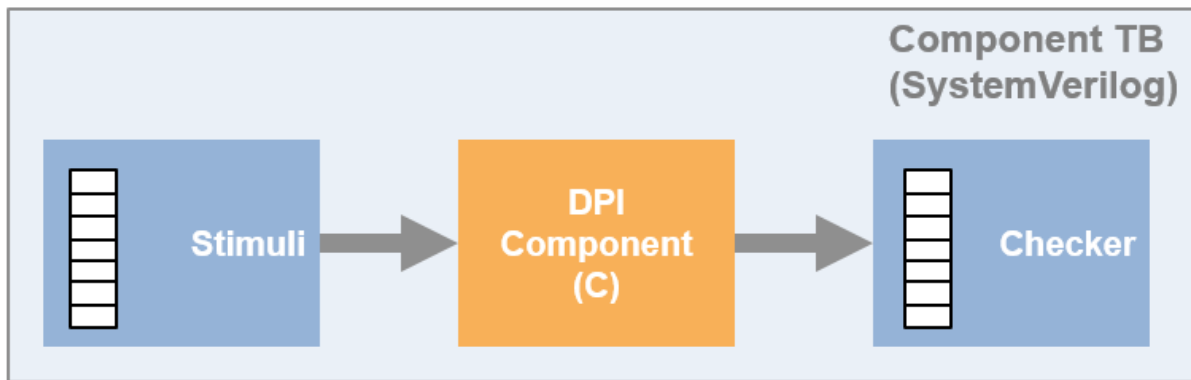 Component TB
(SystemVerilog)
Stimuli
DPI
Component
(C)
Checker